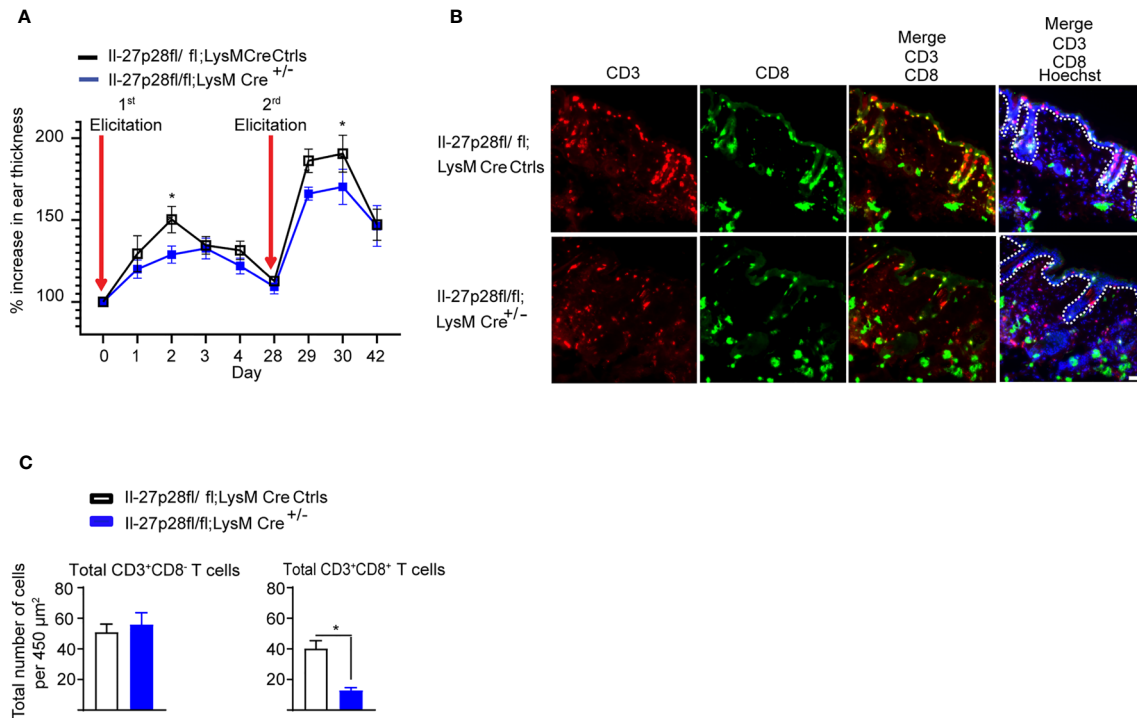 A
Il-27p28fl/ fl;LysMCre Ctrls
Il-27p28fl/fl;LysM Cre +/-
1st
Elicitation
2rd
Elicitation
% increase in ear thickness
200
150
100
*
*
0 1 2 3 4 28 29 30 42
Day
B
CD3
CD8
Merge
CD3
CD8
Merge
CD3
CD8
Hoechst
Il-27p28fl/ fl;
LysM Cre Ctrls
Il-27p28fl/fl;
LysM Cre+/-
C
Il-27p28fl/ fl;LysM Cre Ctrls
Il-27p28fl/fl;LysM Cre +/-
Total number of cells
per 450 µm2
Total CD3+CD8- T cells
80
60
40
20
Total CD3+CD8+ T cells
80
60
40
20
*